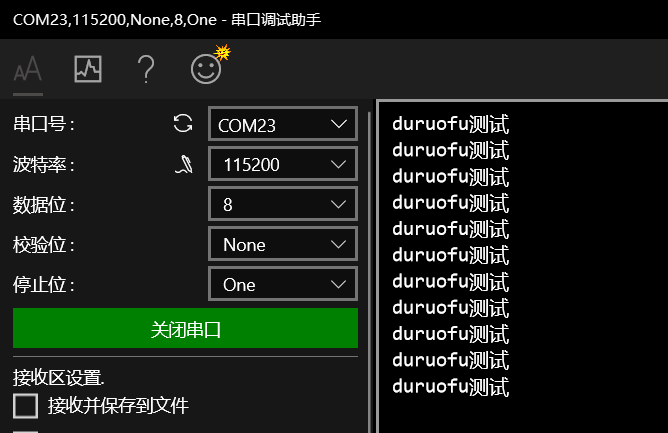 COM23,115200,None,8,One - 串口调试助手
串口号: COM23
波特率: 115200
数据位: 8
校验位: None
停止位: One
关闭串口
接收区设置.
接收并保存到文件
duruofu测试
duruofu测试
duruofu测试
duruofu测试
duruofu测试
duruofu测试
duruofu测试
duruofu测试
duruofu测试
duruofu测试
duruofu测试